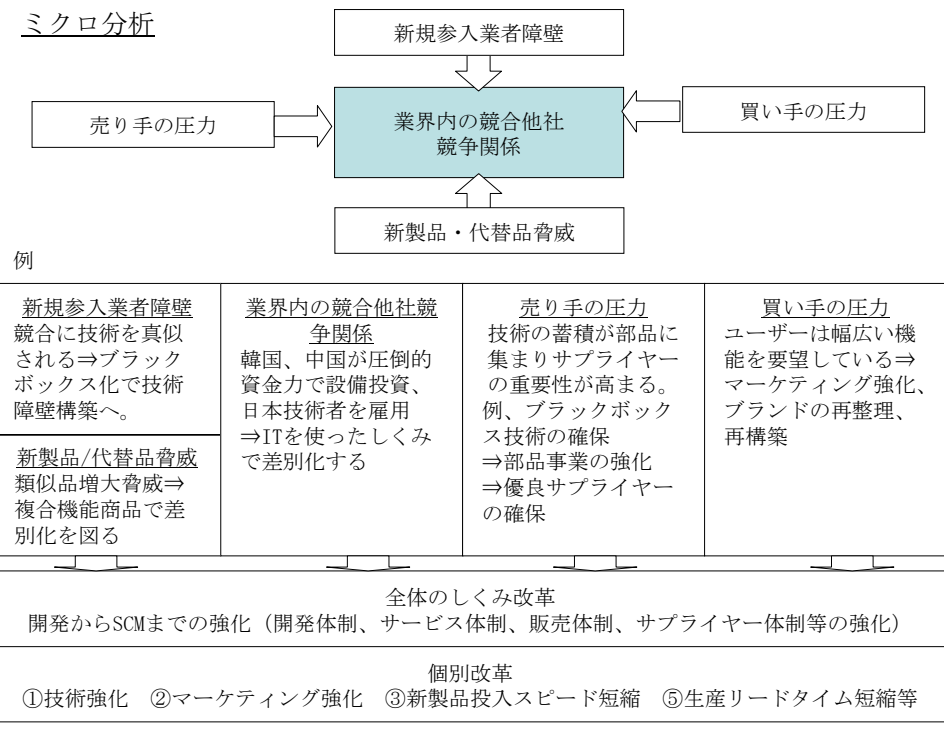 ミクロ分析
新規参入業者障壁
売り手の圧力
業界内の競合他社
競争関係
買い手の圧力
新製品・代替品脅威
例
新規参入業者障壁
競合に技術を真似
される⇒ブラック
ボックス化で技術
障壁構築へ。
新製品/代替品脅威
類似品増大脅威⇒
複合機能商品で差
別化を図る
業界内の競合他社競
争関係
韓国、中国が圧倒的
資金力で設備投資、
日本技術者を雇用
⇒ITを使ったしくみ
で差別化する
売り手の圧力
技術の蓄積が部品に
集まりサプライヤー
の重要性が高まる。
例、ブラックボック
ス技術の確保
⇒部品事業の強化
⇒優良サプライヤー
の確保
買い手の圧力
ユーザーは幅広い機
能を要望している⇒
マーケティング強化、
ブランドの再整理、
再構築
全体のしくみ改革
開発からSCMまでの強化（開発体制、サービス体制、販売体制、サプライヤー体制等の強化）
個別改革
①技術強化　②マーケティング強化　③新製品投入スピード短縮　⑤生産リードタイム短縮等